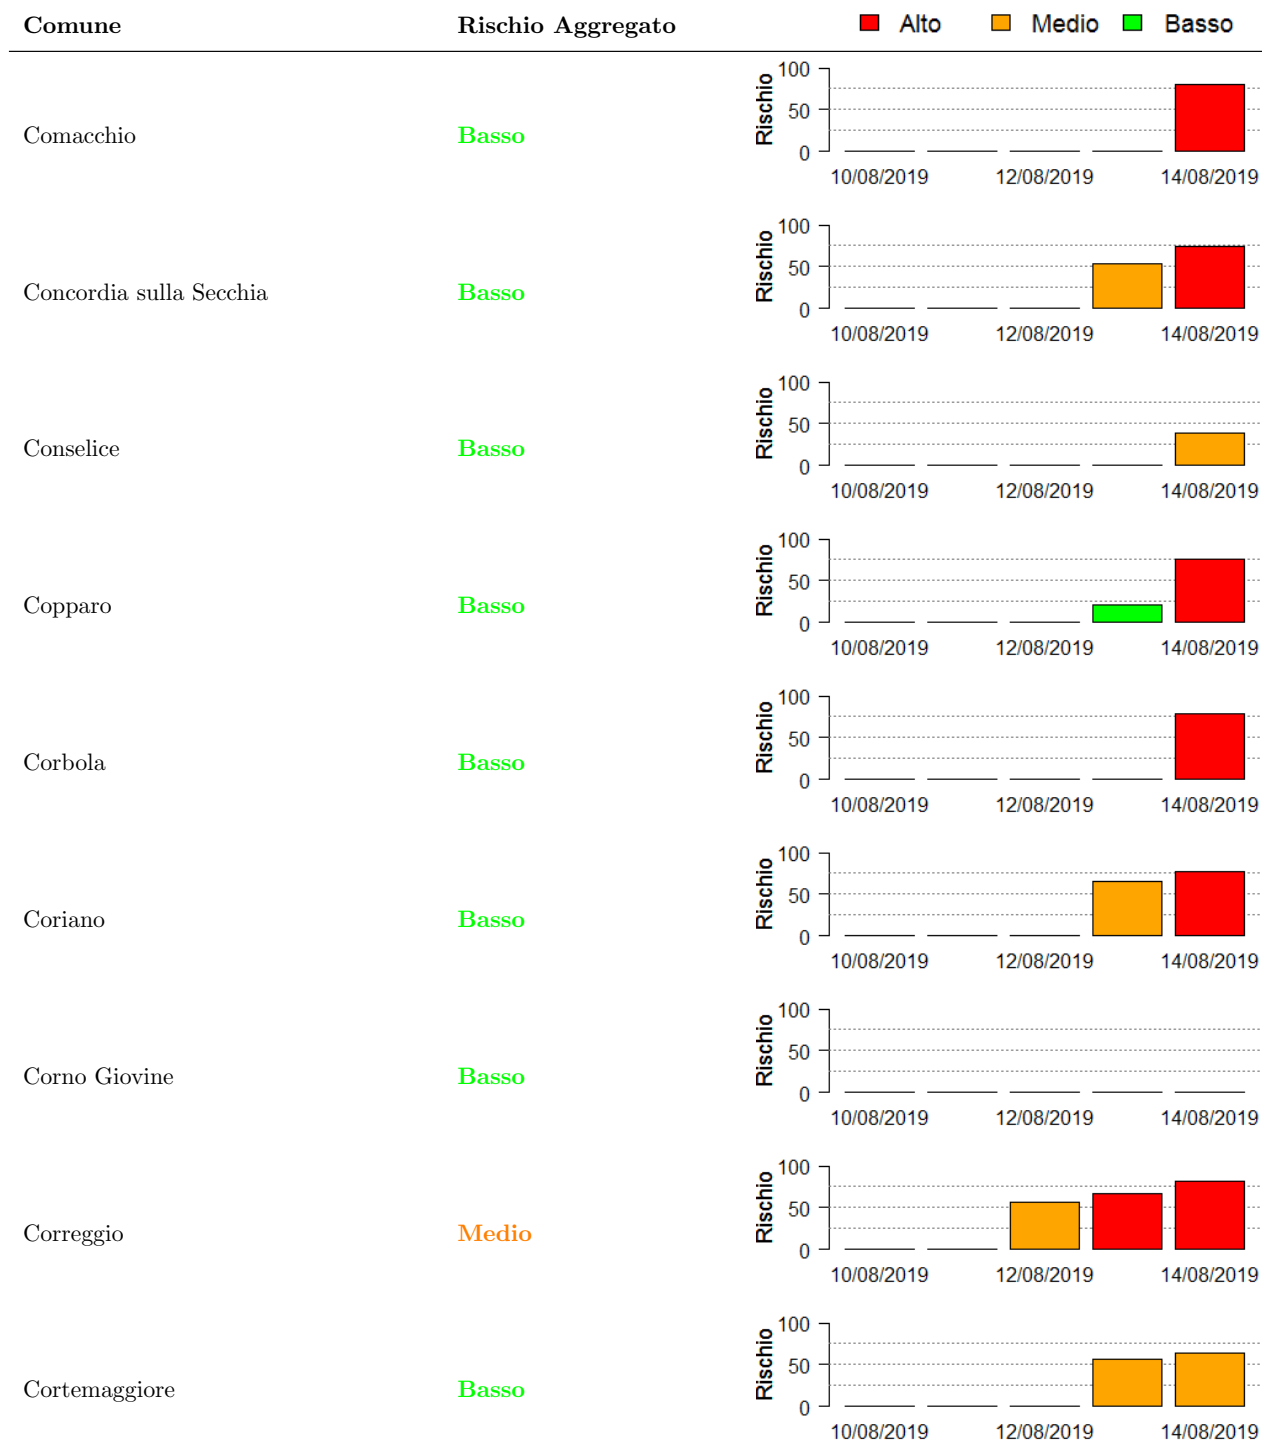 Comune Rischio Aggregato Alto Medio Basso
100
50
0
Rischio
Comacchio Basso
10/08/2019 12/08/2019 14/08/2019
100
50
0
Rischio
Concordia sulla Secchia Basso
10/08/2019 12/08/2019 14/08/2019
100
50
0
Rischio
Conselice Basso
10/08/2019 12/08/2019 14/08/2019
100
50
0
Rischio
Copparo Basso
10/08/2019 12/08/2019 14/08/2019
100
50
0
Rischio
Corbola Basso
10/08/2019 12/08/2019 14/08/2019
100
50
0
Rischio
Coriano Basso
10/08/2019 12/08/2019 14/08/2019
100
50
0
Rischio
Corno Giovine Basso
10/08/2019 12/08/2019 14/08/2019
100
50
0
Rischio
Correggio Medio
10/08/2019 12/08/2019 14/08/2019
100
50
0
Rischio
Cortemaggiore Basso
10/08/2019 12/08/2019 14/08/2019